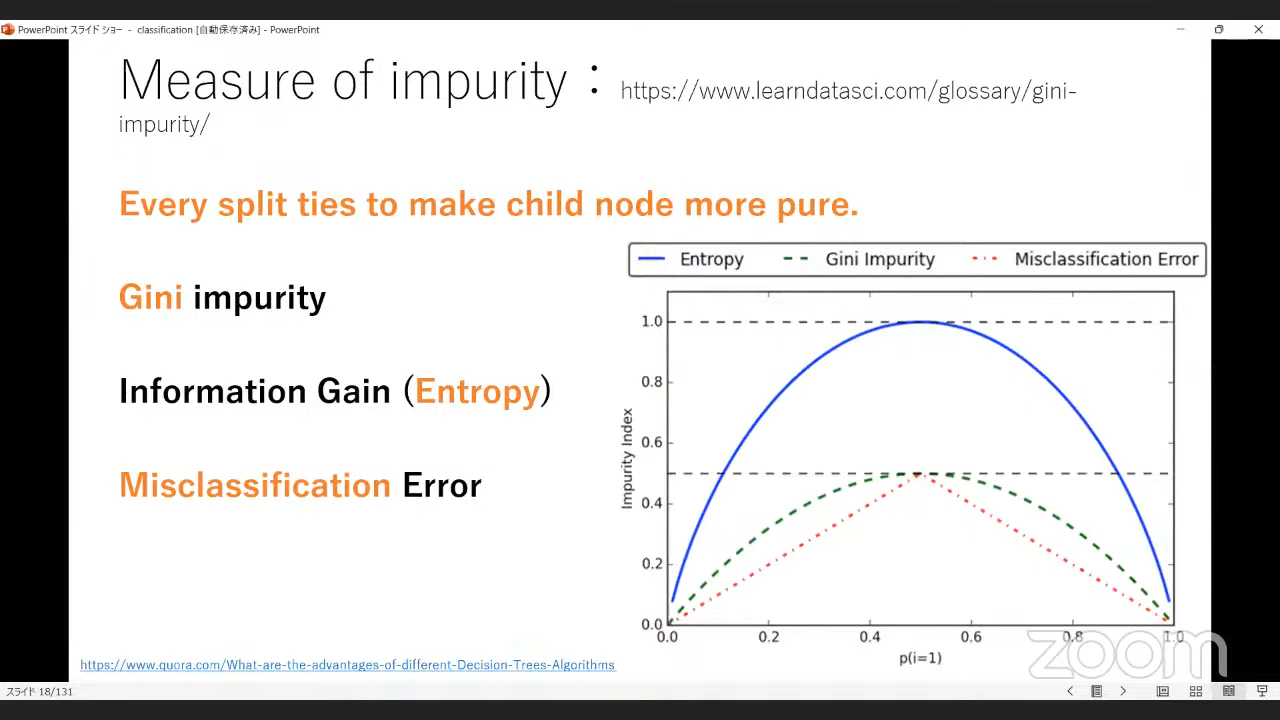 PowerPoint スライド ショー - classification [自動保存済み] - PowerPoint
Measure of impurity： https://www.learndatasci.com/glossary/gini-
impurity/
Every split ties to make child node more pure.
Gini impurity
Information Gain (Entropy)
Misclassification Error
Entropy Gini Impurity Misclassification Error
1.0
0.8
0.6
0.4
0.2
0.0
Impurity Index
0.0 0.2 0.4 0.6 0.8 1.0
p(i=1)
zoom
https://www.quora.com/What-are-the-advantages-of-different-Decision-Trees-Algorithms
スライド 18/131